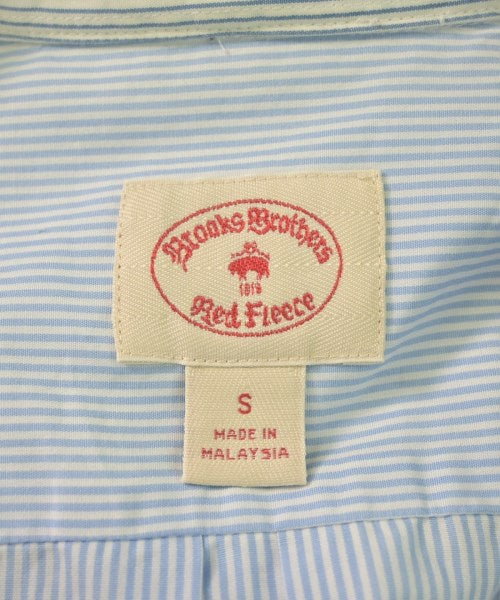 Brooks Brothers
1818
Red Fleece
S
MADE IN
MALAYSIA